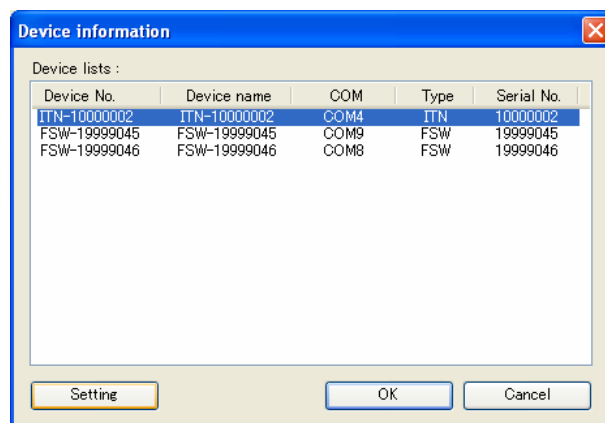 Device information
Device lists :
Device No. Device name COM Type Serial No.
ITN-10000002 ITN-10000002 COM4 ITN 10000002
FSW-19999045 FSW-19999045 COM9 FSW 19999045
FSW-19999046 FSW-19999046 COM8 FSW 19999046
Setting OK Cancel